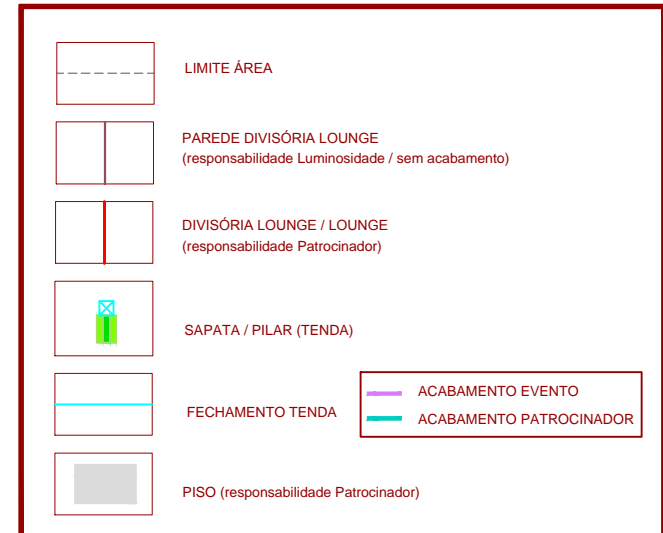 LIMITE ÁREA
PAREDE DIVISÓRIA LOUNGE
(responsabilidade Luminosidade / sem acabamento)
DIVISÓRIA LOUNGE / LOUNGE
(responsabilidade Patrocinador)
SAPATA / PILAR (TENDA)
FECHAMENTO TENDA
ACABAMENTO EVENTO
ACABAMENTO PATROCINADOR
PISO (responsabilidade Patrocinador)